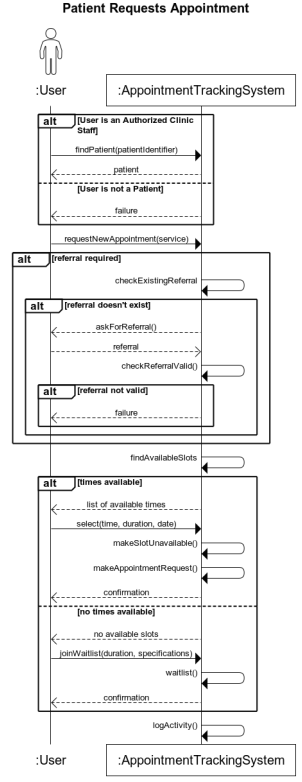 Patient Requests Appointment
:User
:AppointmentTrackingSystem
alt
[User is an Authorized Clinic
Staff]
findPatient(patientIdentifier)
patient
[User is not a Patient]
failure
requestNewAppointment(service)
alt
[referral required]
checkExistingReferral
alt
[referral doesn't exist]
askForReferral()
referral
checkReferralValid()
alt
[referral not valid]
failure
findAvailableSlots
alt
[times available]
list of available times
select(time, duration, date)
makeSlotUnavailable()
makeAppointmentRequest()
confirmation
[no times available]
no available slots
joinWaitlist(duration, specifications)
waitlist()
confirmation
logActivity()
:User
:AppointmentTrackingSystem